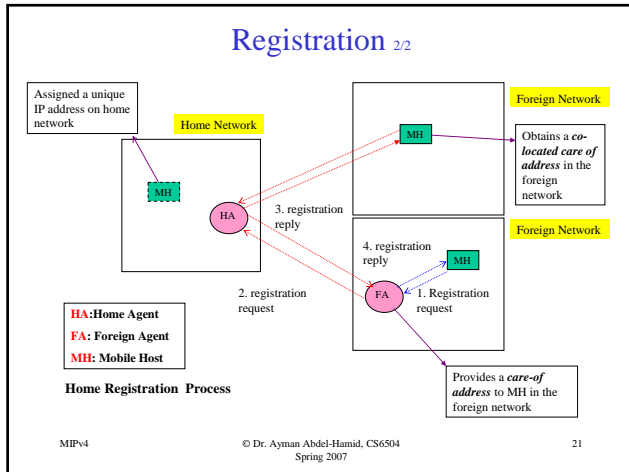 Registration 2/2
Assigned a unique
IP address on home
network
Home Network
Foreign Network
MH
Obtains a co-
located care of
address in the
foreign
network
MH
HA
3. registration
reply
Foreign Network
4. registration
reply
MH
2. registration
request
FA
1. Registration
request
HA:Home Agent
FA: Foreign Agent
MH: Mobile Host
Home Registration Process
Provides a care-of
address to MH in the
foreign network
MIPv4
© Dr. Ayman Abdel-Hamid, CS6504
Spring 2007
21